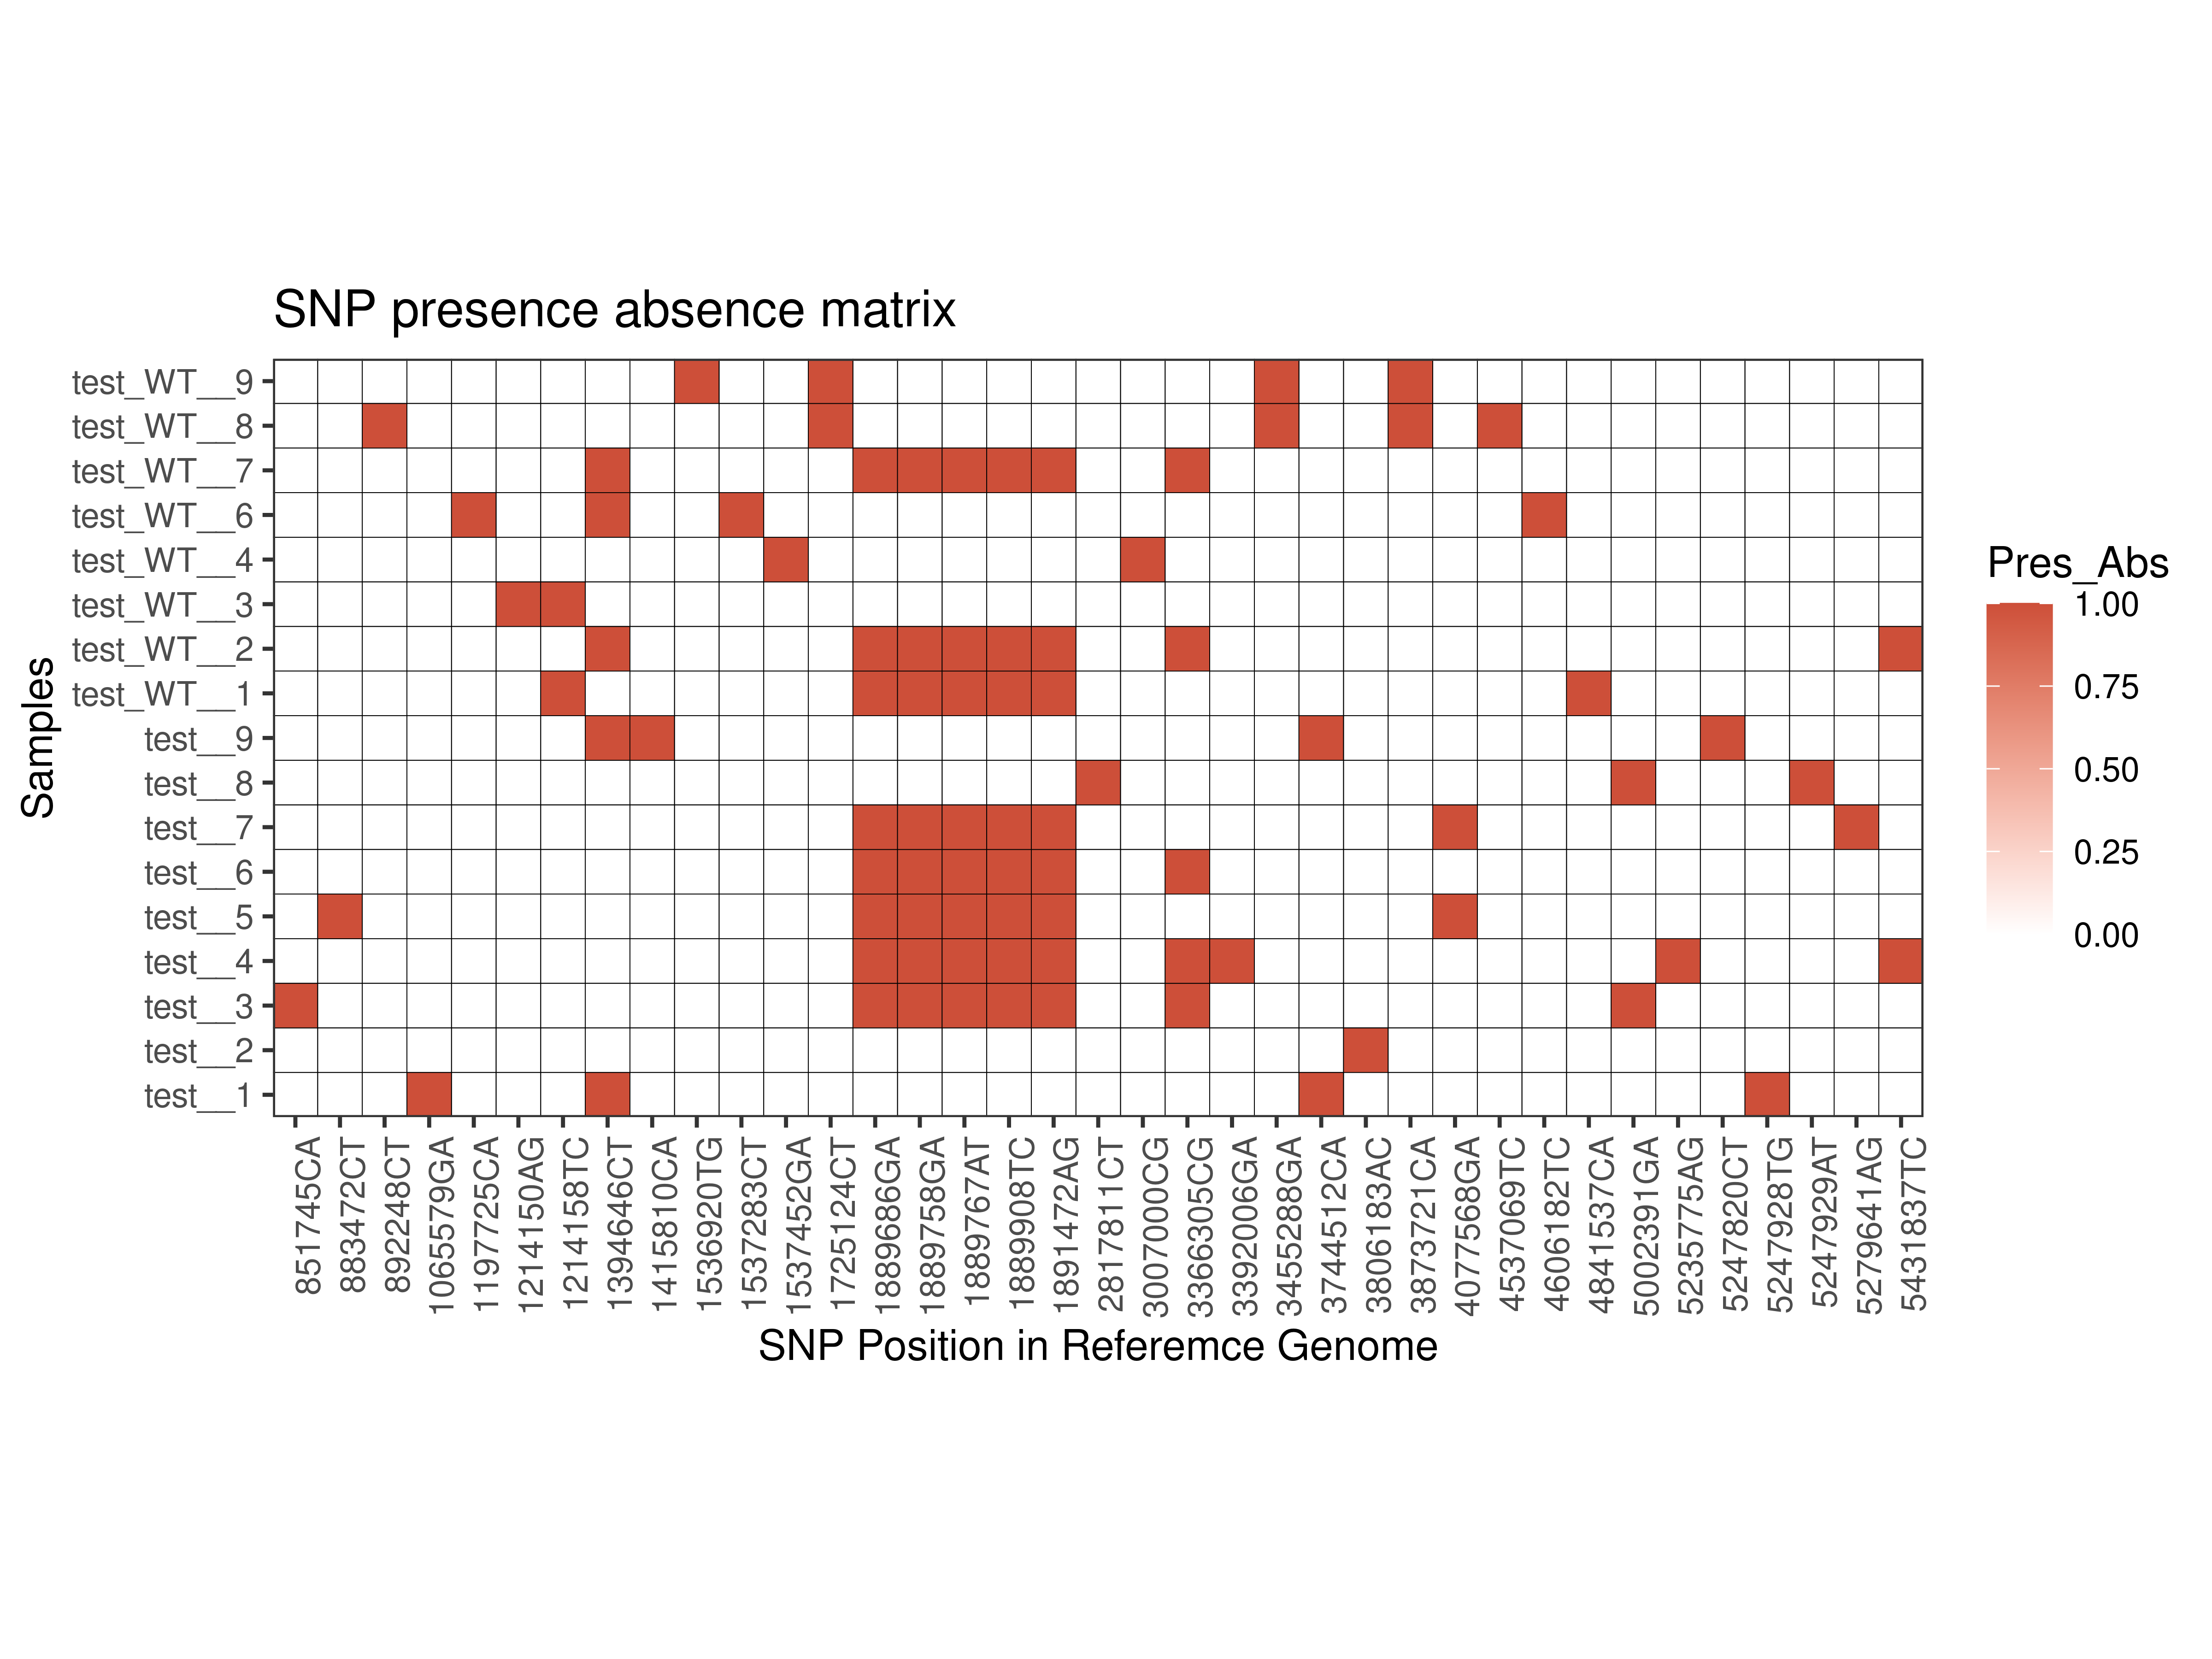 SNP presence absence matrix
test_WT__9
test_WT__8
test_WT__7
test_WT__6
test_WT__4
test_WT__3
test_WT__2
test_WT__1
test__9
test__8
test__7
test__6
test__5
test__4
test__3
test__2
test__1
Samples
851745CA
883472CT
892248CT
1065579GA
1197725CA
1214150AG
1214158TC
1394646CT
1415810CA
1536920TG
1537283CT
1537452GA
1725124CT
1889686GA
1889758GA
1889767AT
1889908TC
1891472AG
2817811CT
3007000CG
3366305CG
3392006GA
3455288GA
3744512CA
3806183AC
3873721CA
4077568GA
4537069TC
4606182TC
4841537CA
5002391GA
5235775AG
5247820CT
5247928TG
5247929AT
5279641AG
5431837TC
SNP Position in Referemce Genome
Pres_Abs
1.00
0.75
0.50
0.25
0.00